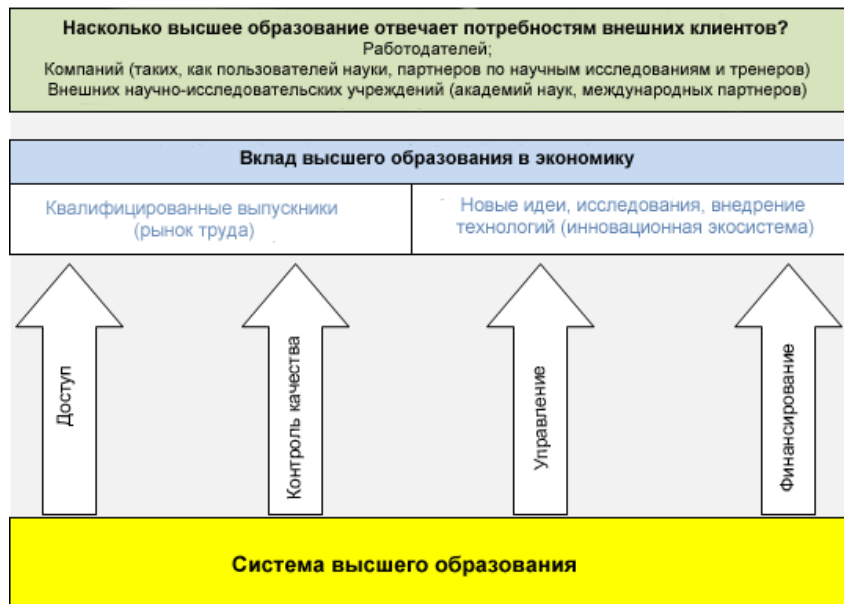 Насколько высшее образование отвечает потребностям внешних клиентов?
Работодателей;
Компаний (таких, как пользователей науки, партнеров по научным исследованиям и тренеров)
Внешних научно-исследовательских учреждений (академий наук, международных партнеров)
Вклад высшего образования в экономику
Квалифицированные выпускники
(рынок труда)
Новые идеи, исследования, внедрение
технологий (инновационная экосистема)
Доступ
Контроль качества
Управление
Финансирование
Система высшего образования